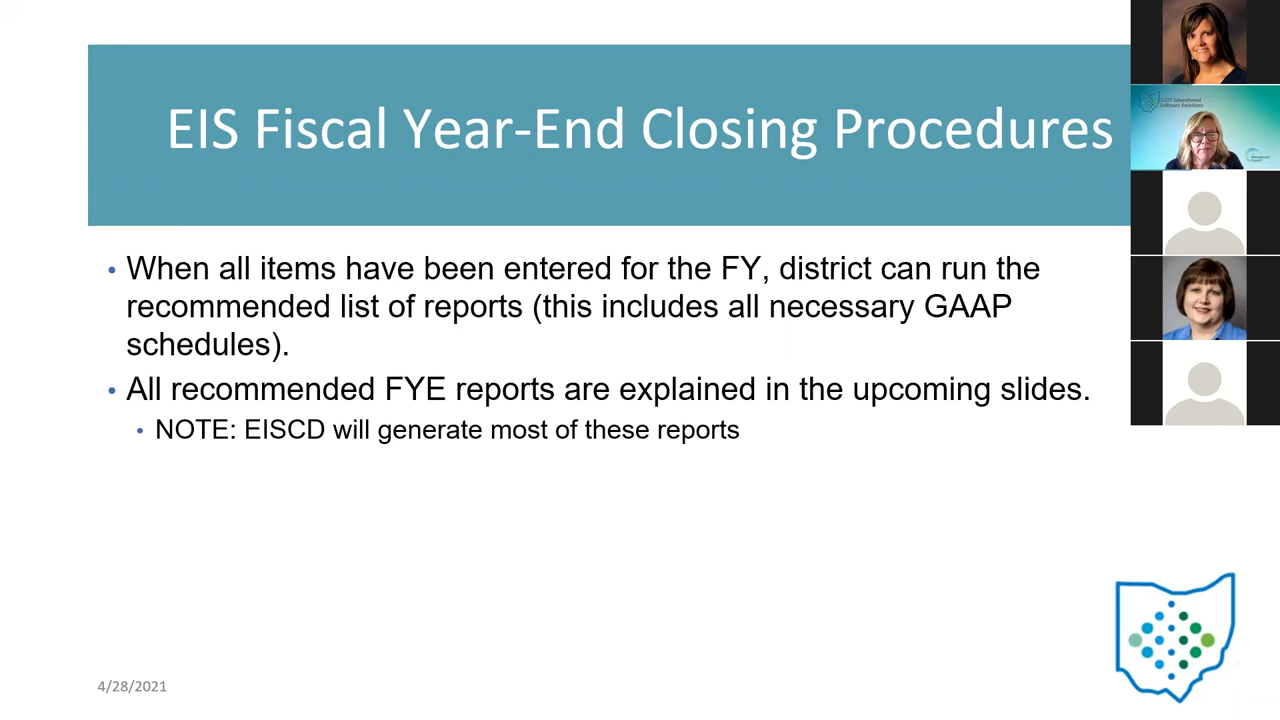 EIS Fiscal Year-End Closing Procedures
• When all items have been entered for the FY, district can run the
recommended list of reports (this includes all necessary GAAP
schedules).
• All recommended FYE reports are explained in the upcoming slides.
• NOTE: EISCD will generate most of these reports
4/28/2021